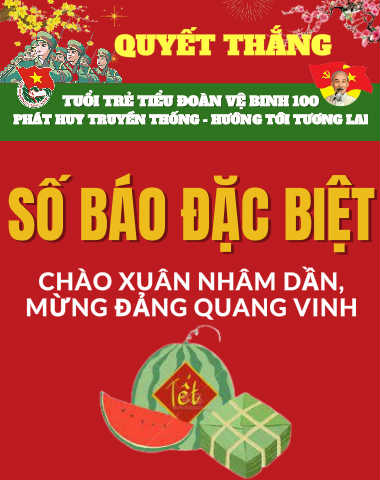 QUYẾT THẮNG
TUỔI TRẺ TIỂU ĐOÀN VỆ BINH 100
PHÁT HUY TRUYỀN THỐNG - HƯỚNG TỚI TƯƠNG LAI
SỐ BÁO ĐẶC BIỆT
CHÀO XUÂN NHÂM DẦN,
MỪNG ĐẢNG QUANG VINH
Tết